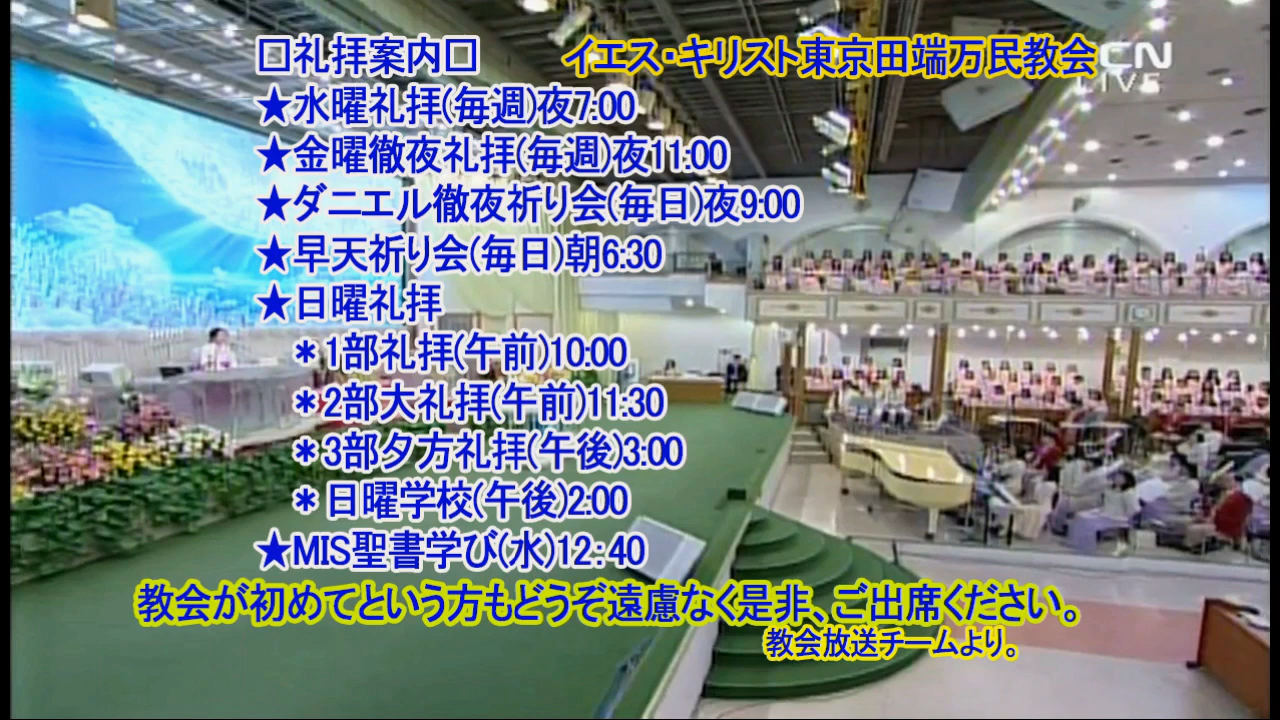 □礼拝案内□ イエス・キリスト東京田端万民教会
CN
LIVE
★水曜礼拝(毎週)夜7:00
★金曜徹夜礼拝(毎週)夜11:00
★ダニエル徹夜祈り会(毎日)夜9:00
★早天祈り会(毎日)朝6:30
★日曜礼拝
＊1部礼拝(午前)10:00
＊2部大礼拝(午前)11:30
＊3部夕方礼拝(午後)3:00
＊日曜学校(午後)2:00
★MIS聖書学び(水)12:40
教会が初めてという方もどうぞ遠慮なく是非、ご出席ください。
教会放送チームより。